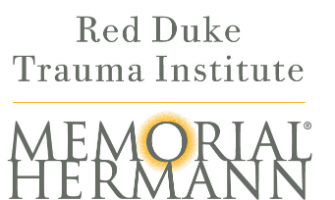 Red Duke
Trauma Institute
MEMORIAL®
HERMANN